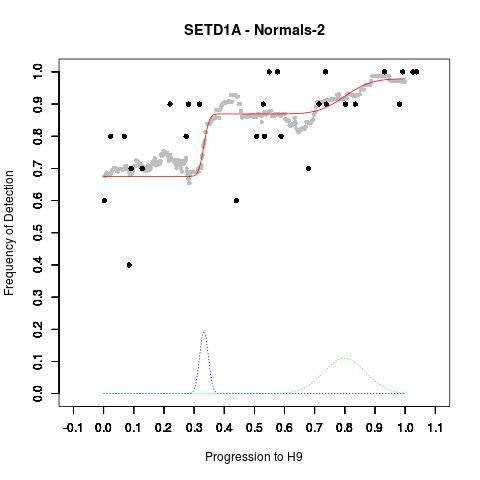 SETD1A - Normals-2
Frequency of Detection
1.0
0.9
0.8
0.7
0.6
0.5
0.4
0.3
0.2
0.1
0.0
-0.1 0.0 0.1 0.2 0.3 0.4 0.5 0.6 0.7 0.8 0.9 1.0 1.1
Progression to H9